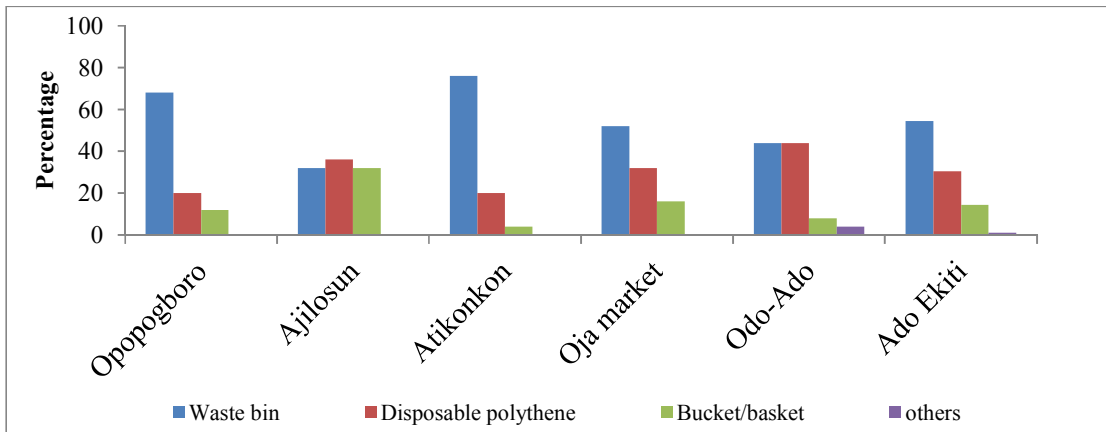 100
80
60
40
20
0
Percentage
Opopogboro
Ajilosun
Atikonkon
Oja market
Odo-Ado
Ado Ekiti
Waste bin
Disposable polythene
Bucket/basket
others